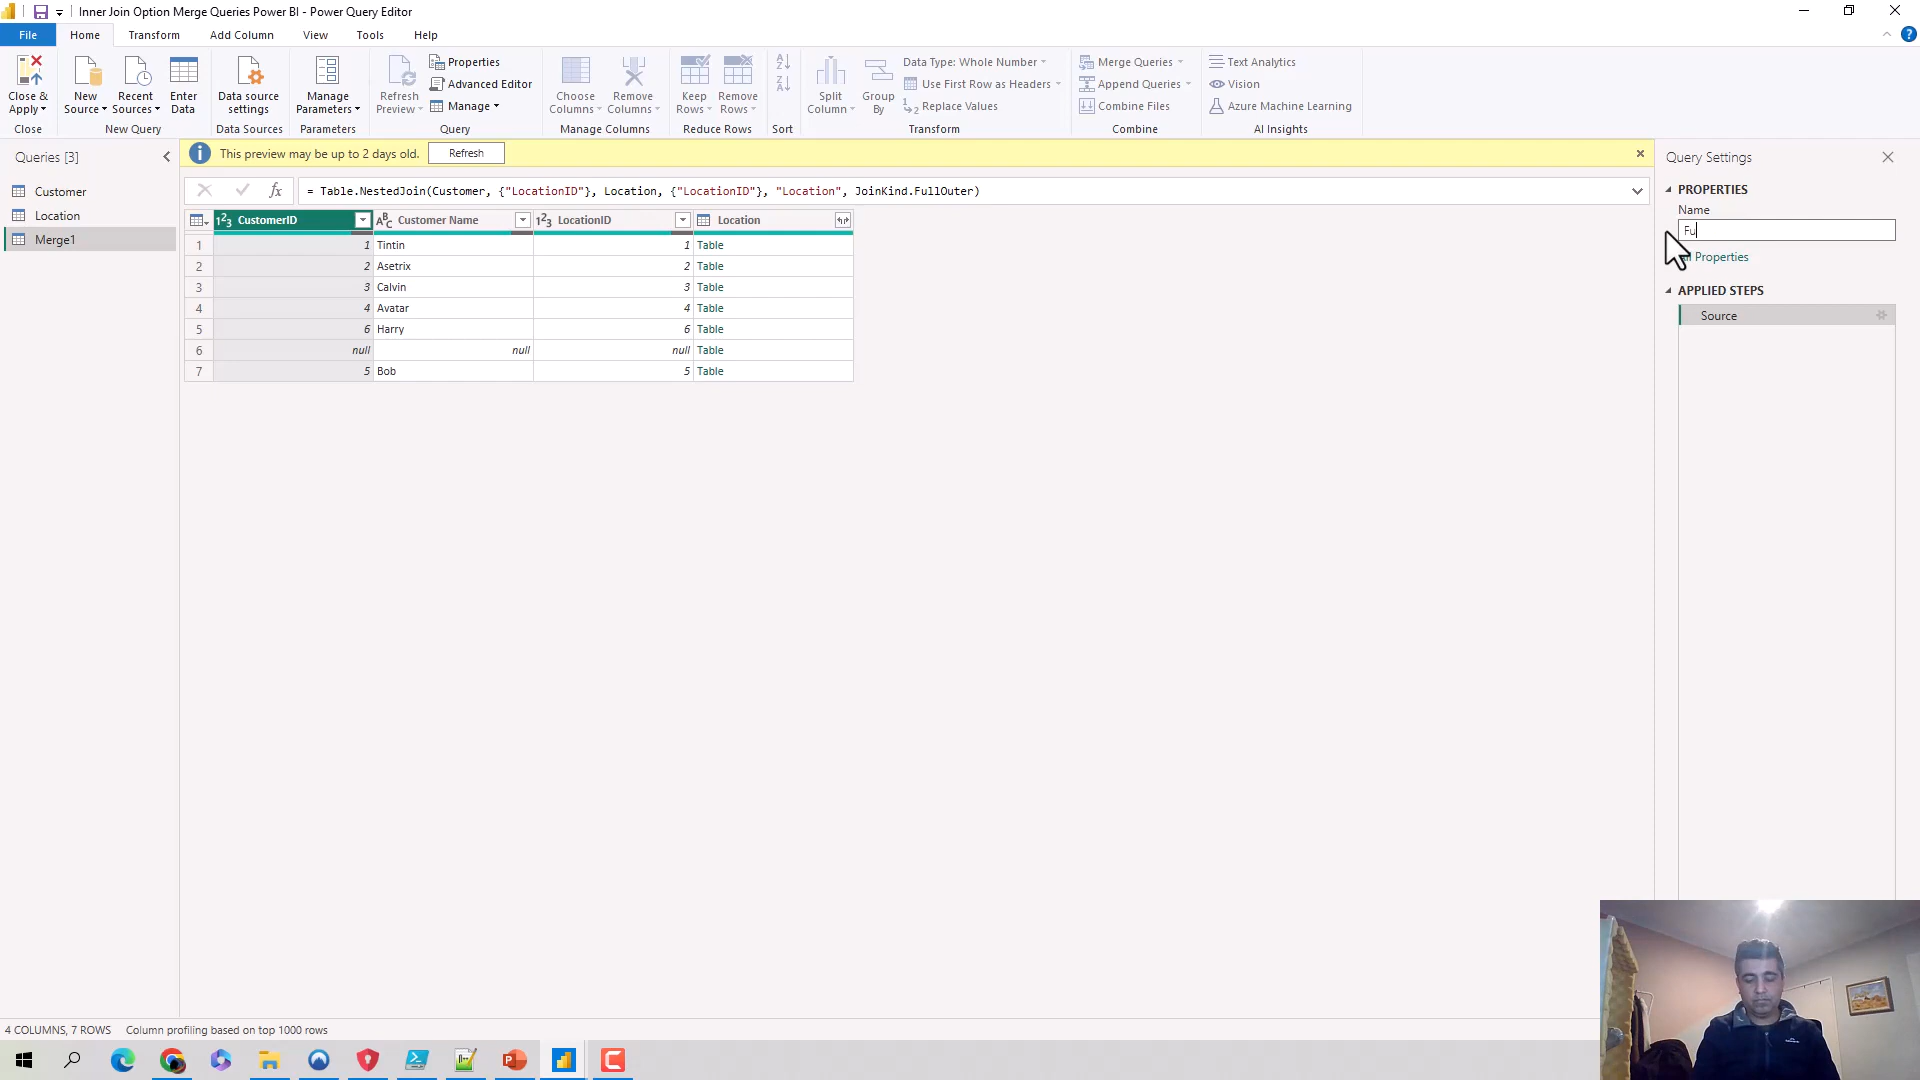 Inner Join Option Merge Queries Power BI - Power Query Editor
File Home Transform Add Column View Tools Help
Close & Apply
Close
New Source
Recent Sources
Enter Data
New Query
Data source settings
Data Sources
Manage Parameters
Parameters
Refresh Preview
Properties
Advanced Editor
Manage
Query
Choose Columns
Remove Columns
Manage Columns
Keep Rows
Remove Rows
Reduce Rows
Sort
Split Column
Group By
Data Type: Whole Number
Use First Row as Headers
Replace Values
Transform
Merge Queries
Append Queries
Combine Files
Combine
Text Analytics
Vision
Azure Machine Learning
AI Insights
Queries [3]
Customer
Location
Merge1
This preview may be up to 2 days old. Refresh
= Table.NestedJoin(Customer, {"LocationID"}, Location, {"LocationID"}, "Location", JoinKind.FullOuter)
CustomerID Customer Name LocationID Location
1 1 Tintin 1 Table
2 2 Asetrix 2 Table
3 3 Calvin 3 Table
4 4 Avatar 4 Table
5 6 Harry 6 Table
6 null null null Table
7 5 Bob 5 Table
Query Settings
PROPERTIES
Name
Fu
Properties
APPLIED STEPS
Source
4 COLUMNS, 7 ROWS Column profiling based on top 1000 rows